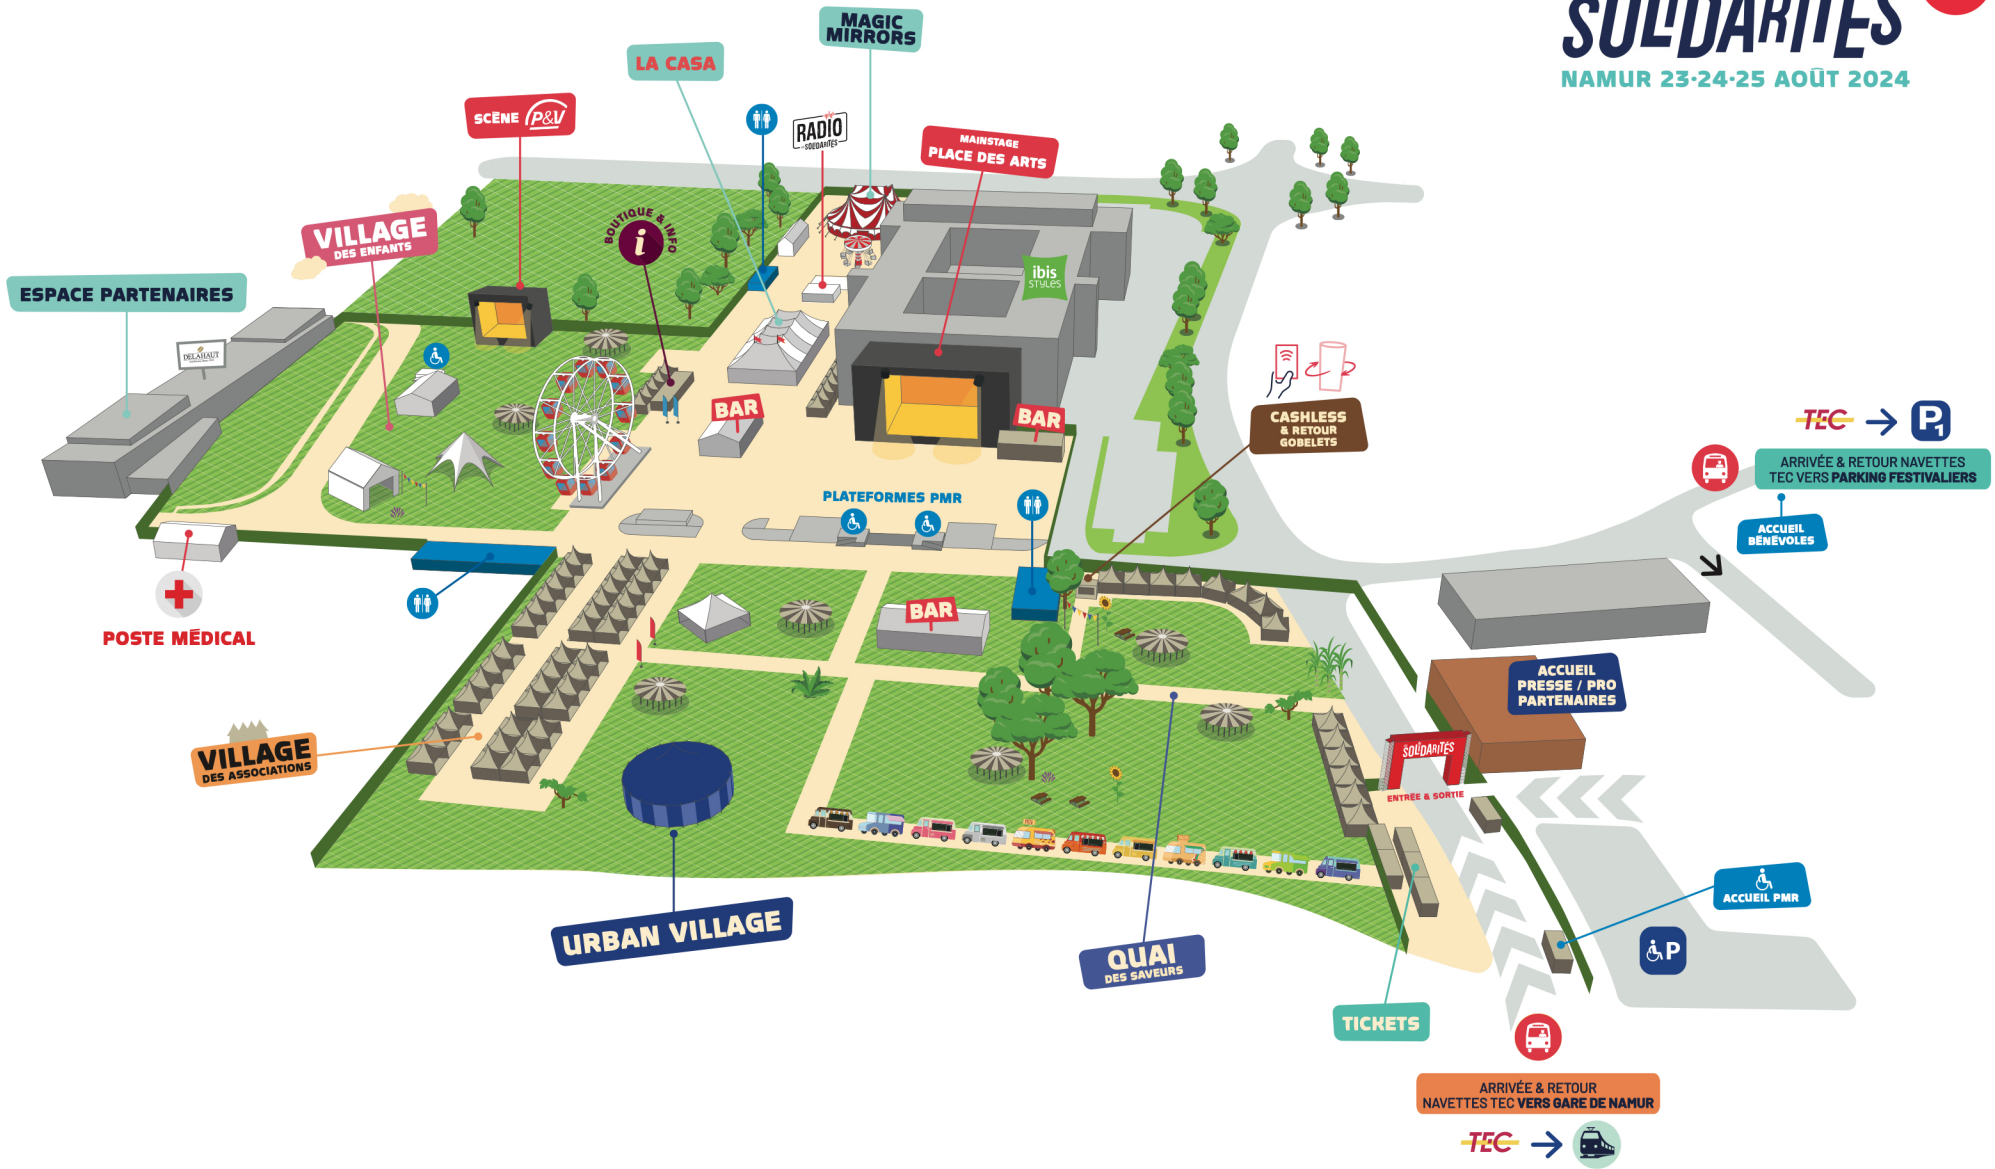 SOLIDARITÉS
NAMUR 23·24·25 AOÛT 2024
MAGIC
MIRRORS
LA CASA
SCÈNE P&V
RADIO
SOLIDARITÉS
MAINSTAGE
PLACE DES ARTS
VILLAGE
DES ENFANTS
BOUTIQUE & INFO
i
ibis
STYLES
ESPACE PARTENAIRES
DELAHAUT
BAR
BAR
CASHLESS
& RETOUR
GOBELETS
TEC
P1
ARRIVÉE & RETOUR NAVETTES
TEC VERS PARKING FESTIVALIERS
ACCUEIL
BÉNÉVOLES
PLATEFORMES PMR
POSTE MÉDICAL
BAR
ACCUEIL
PRESSE / PRO
PARTENAIRES
VILLAGE
DES ASSOCIATIONS
SOLIDARITÉS
ENTRÉE & SORTIE
ACCUEIL PMR
P
URBAN VILLAGE
QUAI
DES SAVEURS
TICKETS
ARRIVÉE & RETOUR
NAVETTES TEC VERS GARE DE NAMUR
TEC